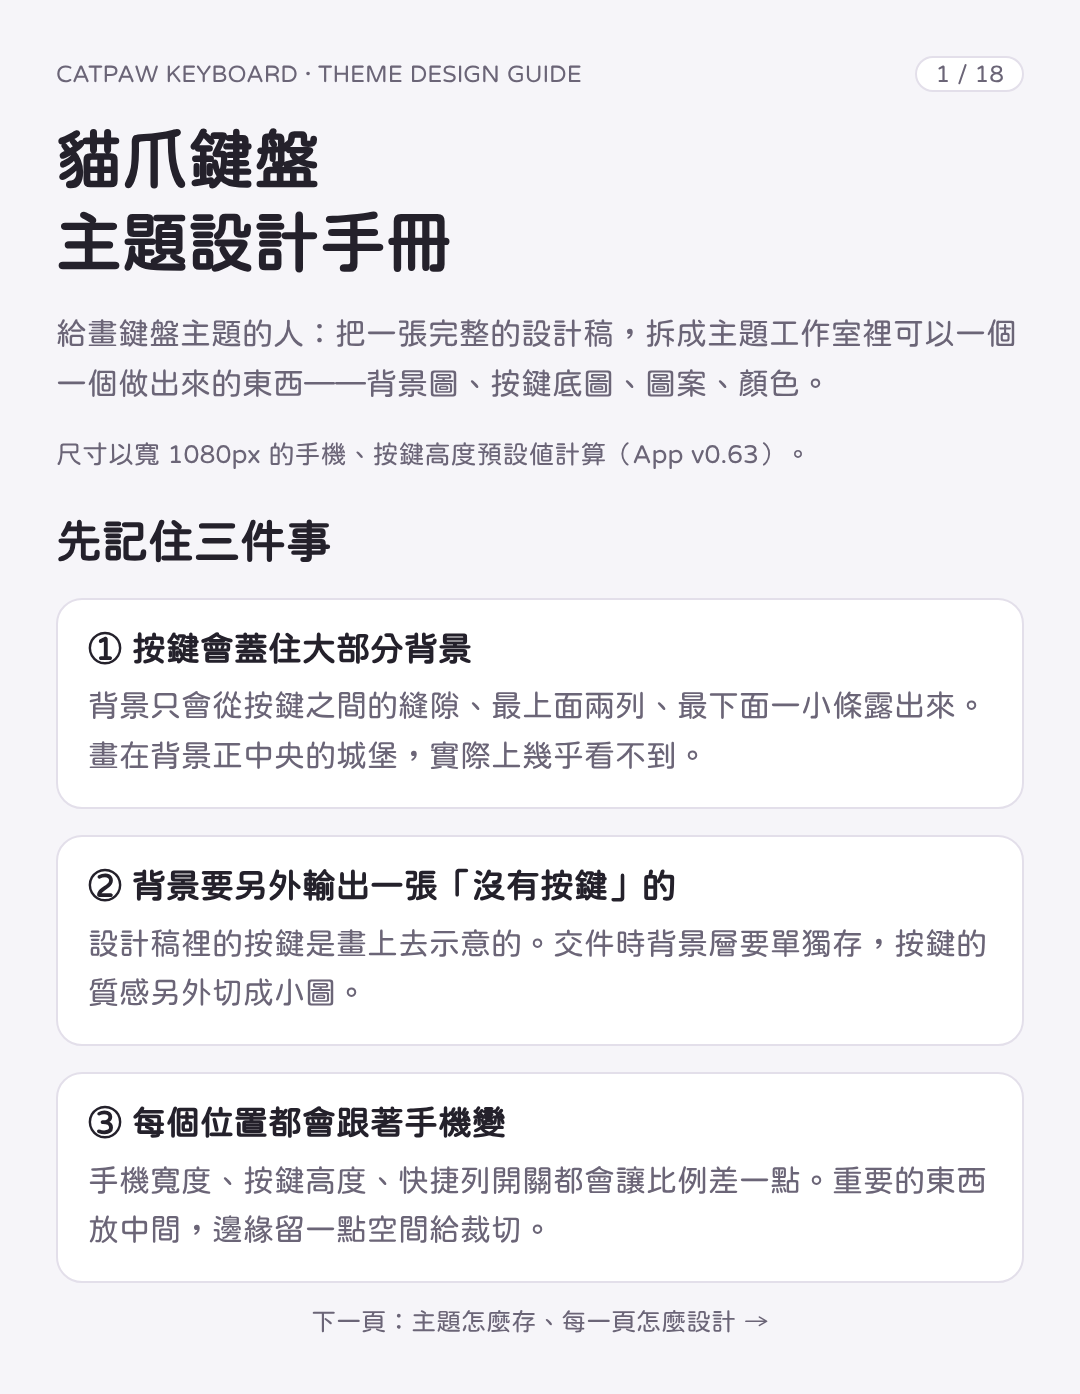 CATPAW KEYBOARD · THEME DESIGN GUIDE
1 / 18
貓爪鍵盤
主題設計手冊
給畫鍵盤主題的人：把一張完整的設計稿，拆成主題工作室裡可以一個
一個做出來的東西——背景圖、按鍵底圖、圖案、顏色。
尺寸以寬 1080px 的手機、按鍵高度預設值計算（App v0.63）。
先記住三件事
① 按鍵會蓋住大部分背景
背景只會從按鍵之間的縫隙、最上面兩列、最下面一小條露出來。
畫在背景正中央的城堡，實際上幾乎看不到。
② 背景要另外輸出一張「沒有按鍵」的
設計稿裡的按鍵是畫上去示意的。交件時背景層要單獨存，按鍵的
質感另外切成小圖。
③ 每個位置都會跟著手機變
手機寬度、按鍵高度、快捷列開關都會讓比例差一點。重要的東西
放中間，邊緣留一點空間給裁切。
下一頁：主題怎麼存、每一頁怎麼設計 →